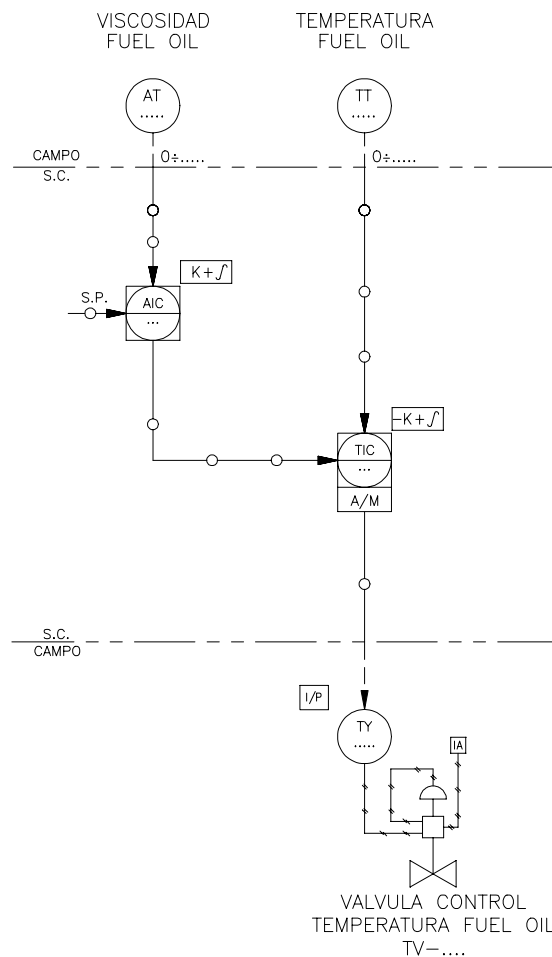 VISCOSIDAD
FUEL OIL
TEMPERATURA
FUEL OIL
AT
.....
TT
.....
CAMPO
S.C.
0÷.....
0÷.....
K+∫
S.P.
AIC
...
-K+∫
TIC
...
A/M
S.C.
CAMPO
I/P
TY
.....
IA
VALVULA CONTROL
TEMPERATURA FUEL OIL
TV-....